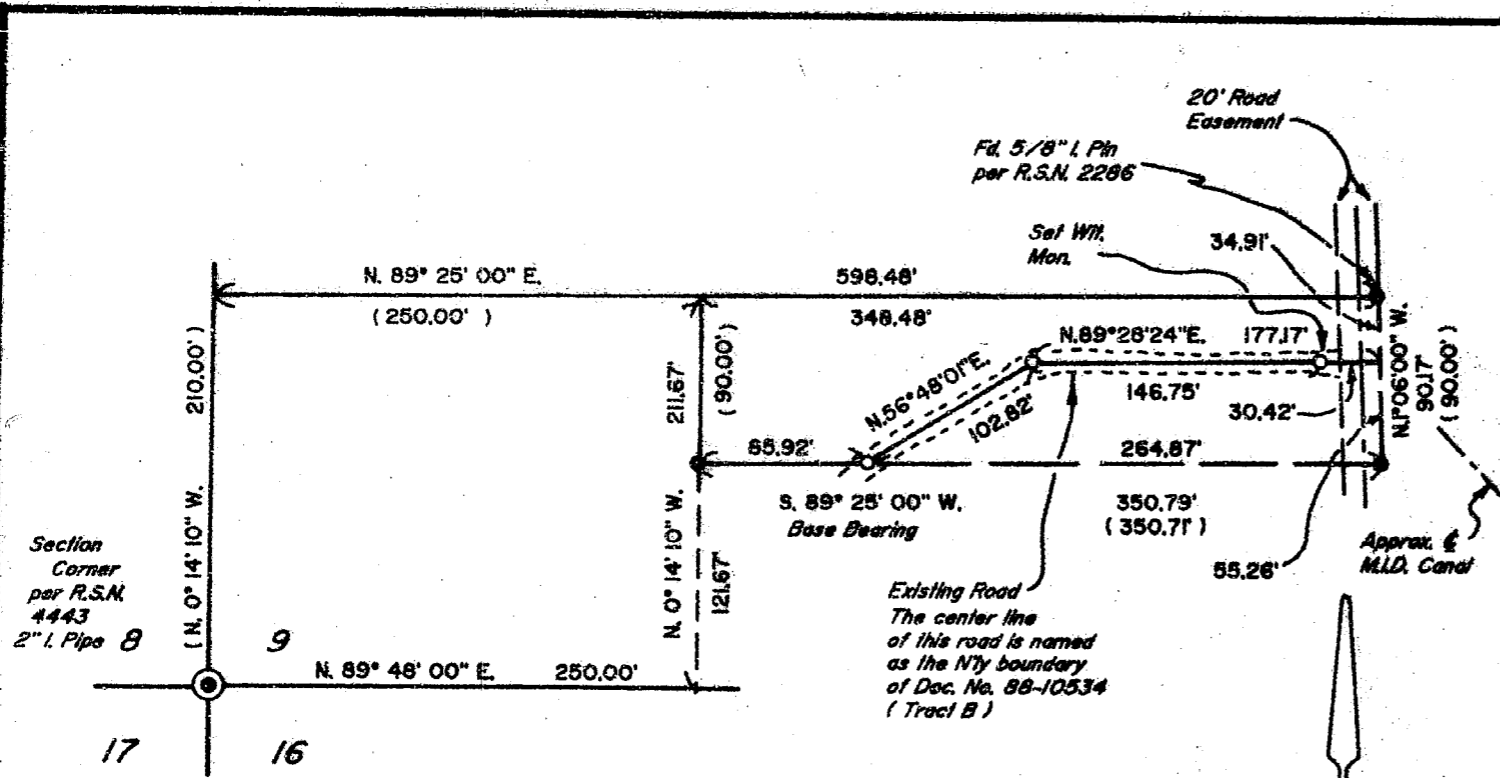 20' Road
Easement
Fd. 5/8" I. Pin
per R.S.N. 2286
Set Wit.
Mon.
34.91'
N. 89° 25' 00" E.
598.48'
( 250.00' )
348.48'
N.89°28'24"E.
177.17'
210.00' )
( N. 0° 14' 10" W.
211.67'
( 90.00' )
N.56°48'01"E.
102.82'
146.75'
30.42'
N.1°06'00" W.
90.17'
( 90.00' )
85.92'
264.87'
S. 89° 25' 00" W.
Base Bearing
350.79'
( 350.71' )
N. 0° 14' 10" W.
121.67'
55.26'
Approx. ℄
M.I.D. Canal
Section
Corner
per R.S.N.
4443
2" I. Pipe
8
9
Existing Road
The center line
of this road is named
as the N'ly boundary
of Doc. No. 88-10534
( Tract B )
N. 89° 48' 00" E.
250.00'
17
16